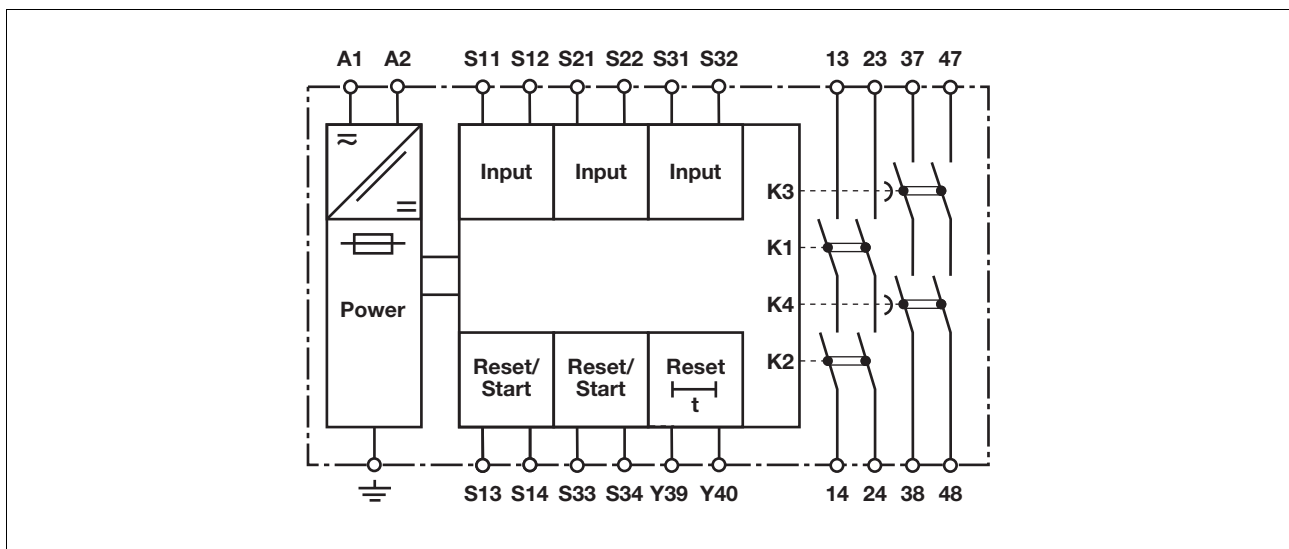 A1 A2 S11 S12 S21 S22 S31 S32 13 23 37 47
Input Input Input
K3
K1
K4
Power
K2
Reset/
Start
Reset/
Start
Reset
t
S13 S14 S33 S34 Y39 Y40 14 24 38 48